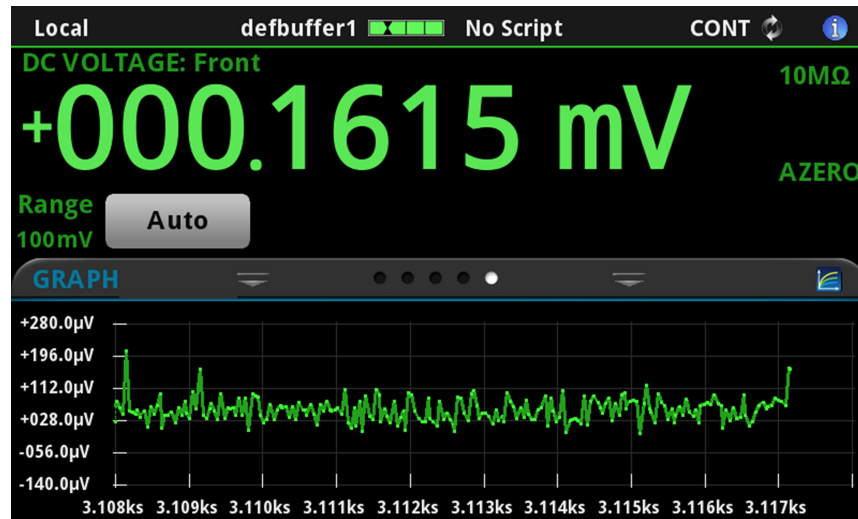 Local defbuffer1 No Script CONT i
DC VOLTAGE: Front
10MΩ
+000.1615 mV
AZERO
Range
Auto
100mV
GRAPH
+280.0µV
+196.0µV
+112.0µV
+028.0µV
-056.0µV
-140.0µV
3.108ks 3.109ks 3.110ks 3.111ks 3.112ks 3.113ks 3.114ks 3.115ks 3.116ks 3.117ks